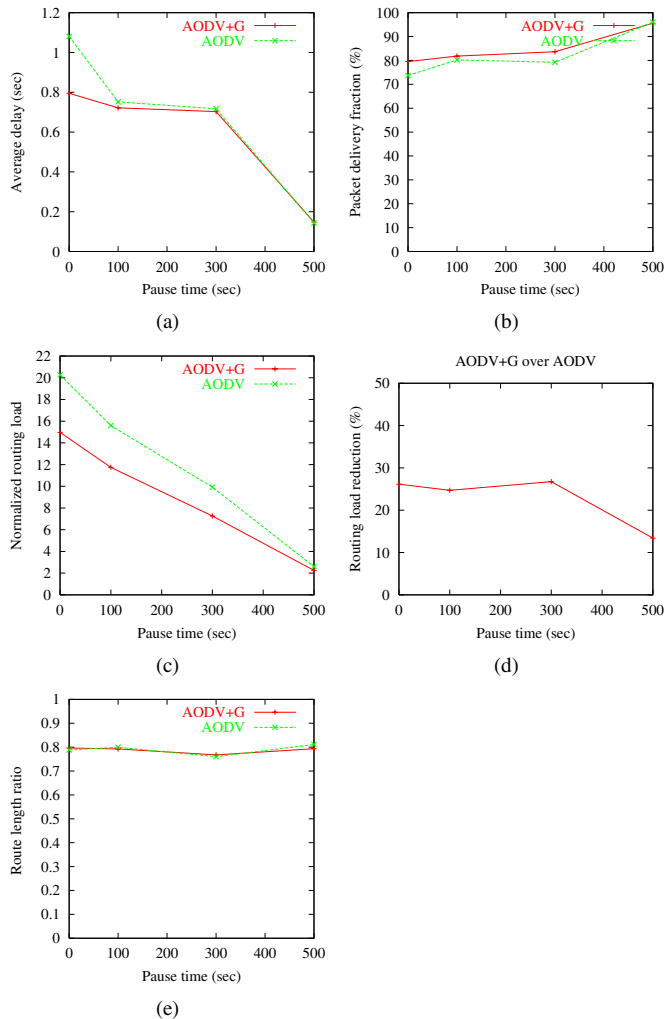 1.2
1
0.8
0.6
0.4
0.2
0
0 100 200 300 400 500
Average delay (sec)
Pause time (sec)
AODV+G
AODV
(a)
100
90
80
70
60
50
40
30
20
10
0
0 100 200 300 400 500
Packet delivery fraction (%)
Pause time (sec)
AODV+G
AODV
(b)
22
20
18
16
14
12
10
8
6
4
2
0
0 100 200 300 400 500
Normalized routing load
Pause time (sec)
AODV+G
AODV
(c)
AODV+G over AODV
50
40
30
20
10
0
0 100 200 300 400 500
Routing load reduction (%)
Pause time (sec)
(d)
1
0.9
0.8
0.7
0.6
0.5
0.4
0.3
0.2
0.1
0
0 100 200 300 400 500
Route length ratio
Pause time (sec)
AODV+G
AODV
(e)